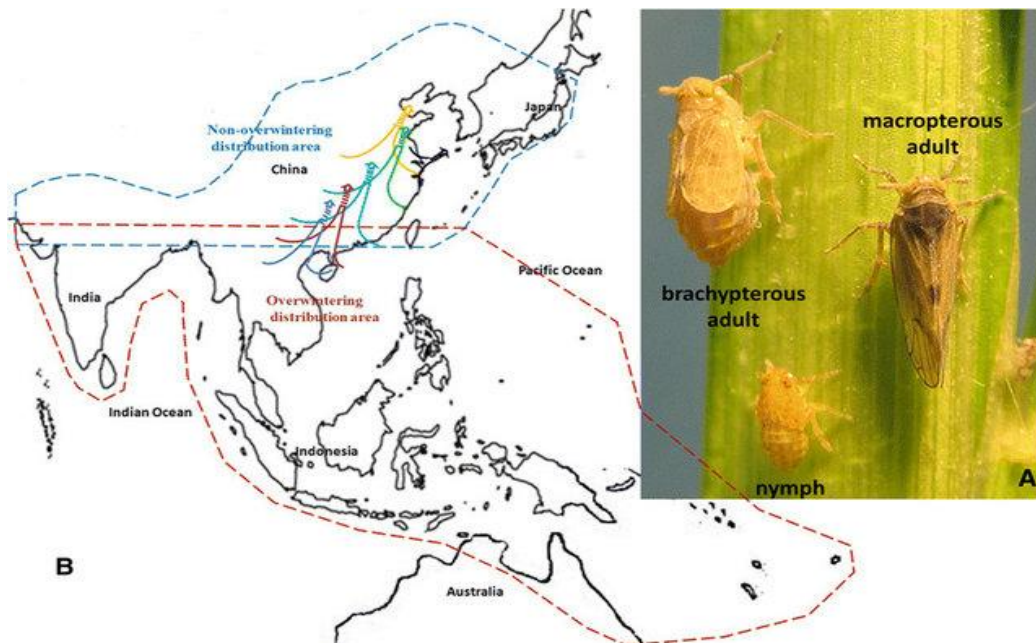 Non-overwintering
distribution area
China
Japan
India
Overwintering
distribution area
Pacific Ocean
Indian Ocean
Indonesia
Australia
B
macropterous
adult
brachypterous
adult
nymph
A